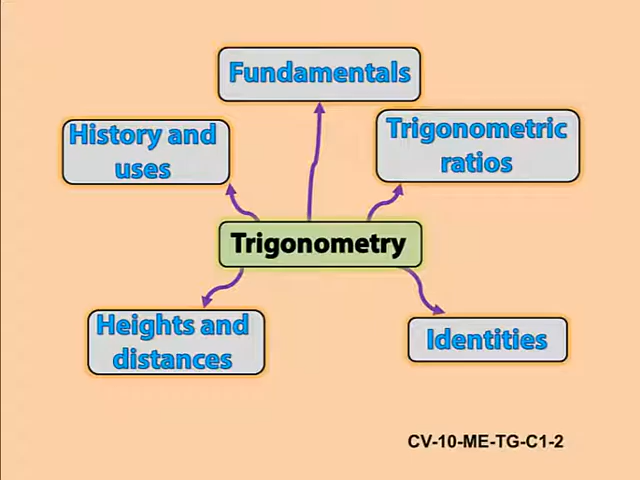 Fundamentals
History and
uses
Trigonometric
ratios
Trigonometry
Heights and
distances
Identities
CV-10-ME-TG-C1-2